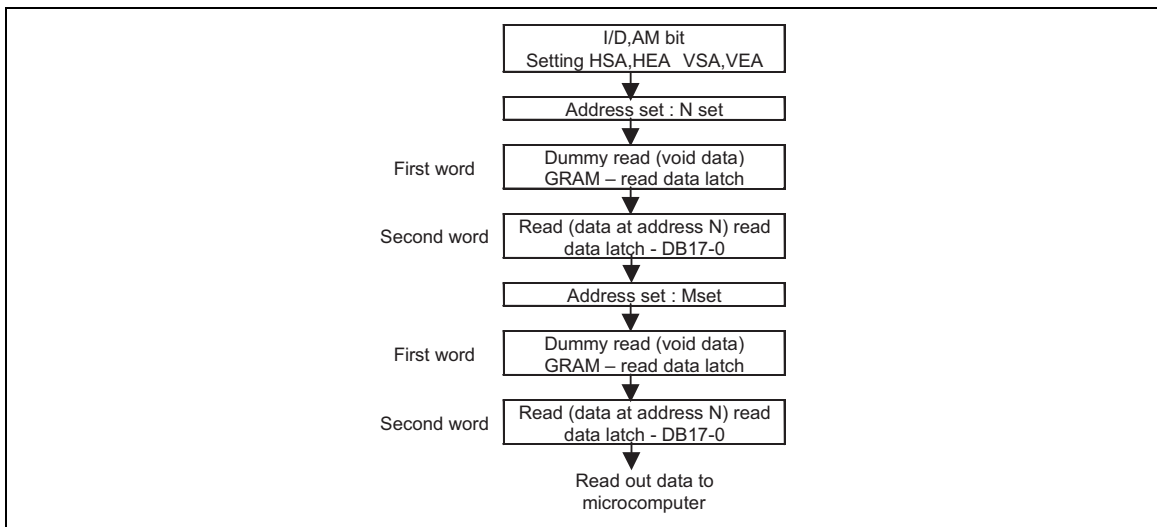 I/D,AM bit
Setting HSA,HEA VSA,VEA
Address set : N set
First word
Dummy read (void data)
GRAM – read data latch
Second word
Read (data at address N) read
data latch - DB17-0
Address set : Mset
First word
Dummy read (void data)
GRAM – read data latch
Second word
Read (data at address N) read
data latch - DB17-0
Read out data to
microcomputer